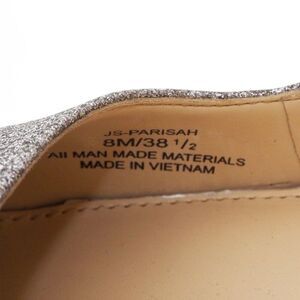 JS-PARISAH
8M/38 1/2
All MAN MADE MATERIALS
MADE IN VIETNAM